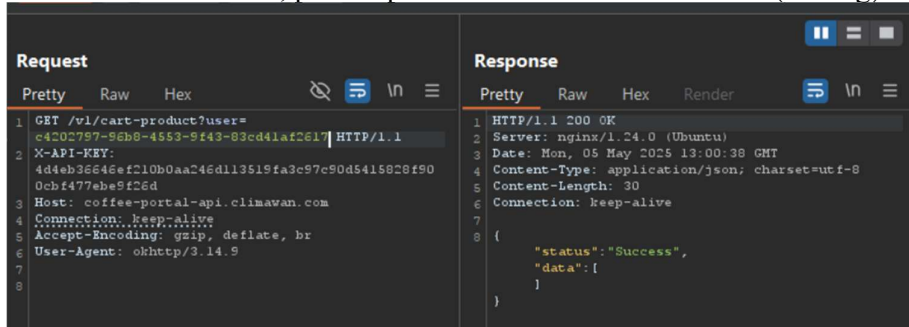 Request
Pretty Raw Hex \n
1 GET /v1/cart-product?user=
c4202797-96b8-4553-9f43-83cd41af2617 HTTP/1.1
2 X-API-KEY:
4d4eb36646ef210b0aa246d113519fa3c97c90d5415828f90
0cbf477ebe9f26d
3 Host: coffee-portal-api.climawan.com
4 Connection: keep-alive
5 Accept-Encoding: gzip, deflate, br
6 User-Agent: okhttp/3.14.9
7
8
Response
Pretty Raw Hex Render \n
1 HTTP/1.1 200 OK
2 Server: nginx/1.24.0 (Ubuntu)
3 Date: Mon, 05 May 2025 13:00:38 GMT
4 Content-Type: application/json; charset=utf-8
5 Content-Length: 30
6 Connection: keep-alive
7
8 {
"status":"Success",
"data":[
]
}